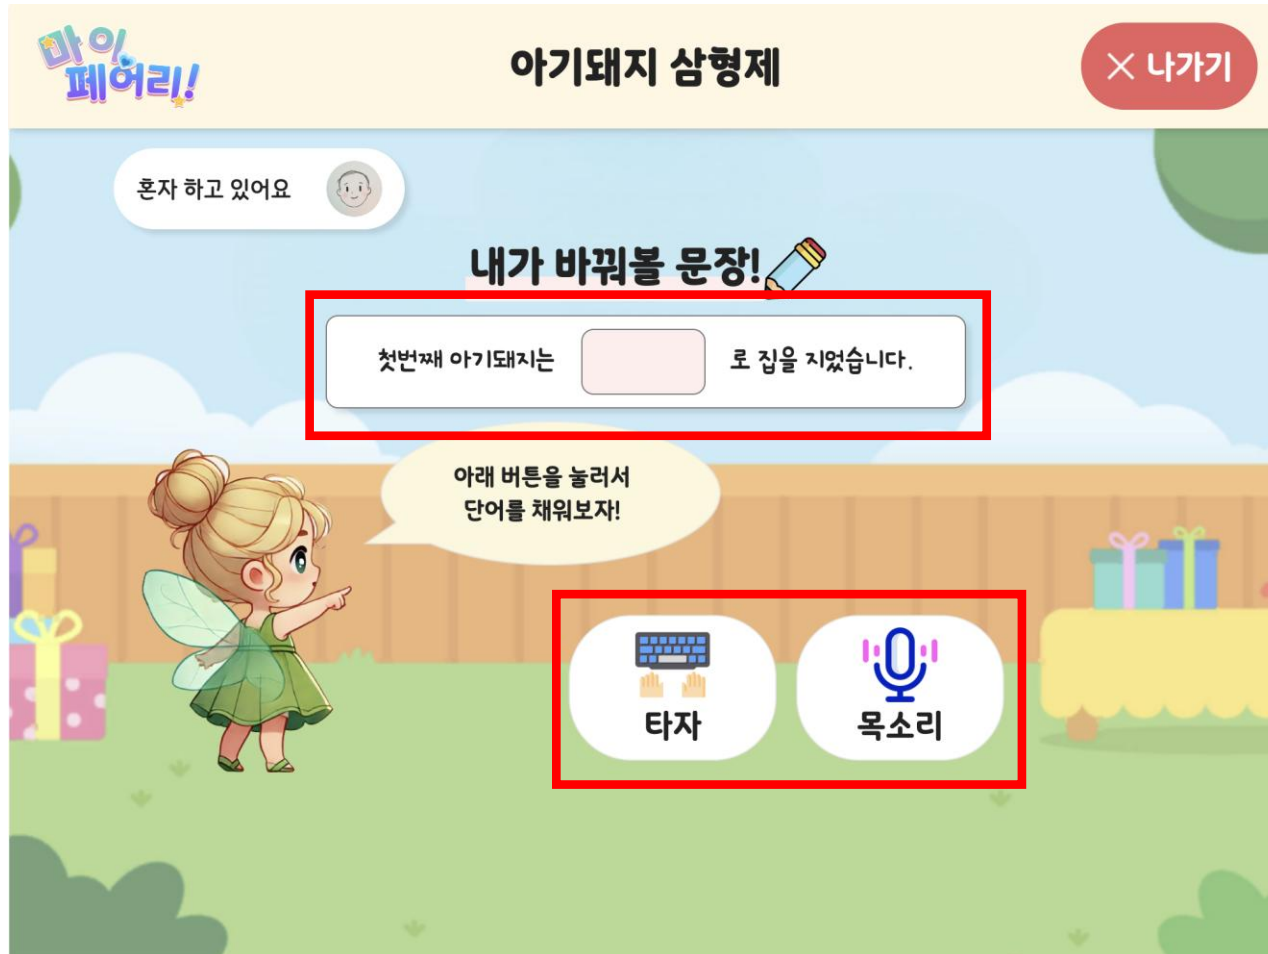 마이
페어리!
아기돼지 삼형제
× 나가기
혼자 하고 있어요
내가 바꿔볼 문장!
첫번째 아기돼지는 로 집을 지었습니다.
아래 버튼을 눌러서
단어를 채워보자!
타자
목소리